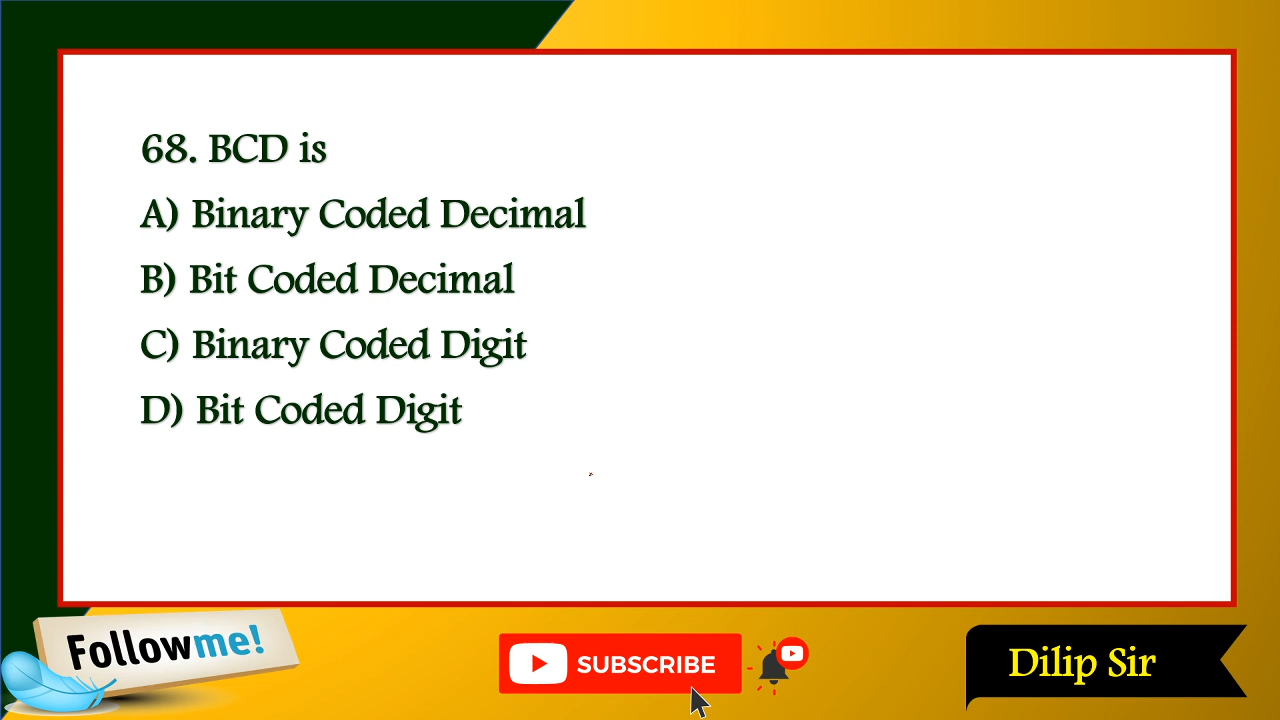 68. BCD is
A) Binary Coded Decimal
B) Bit Coded Decimal
C) Binary Coded Digit
D) Bit Coded Digit
Followme!
SUBSCRIBE
Dilip Sir